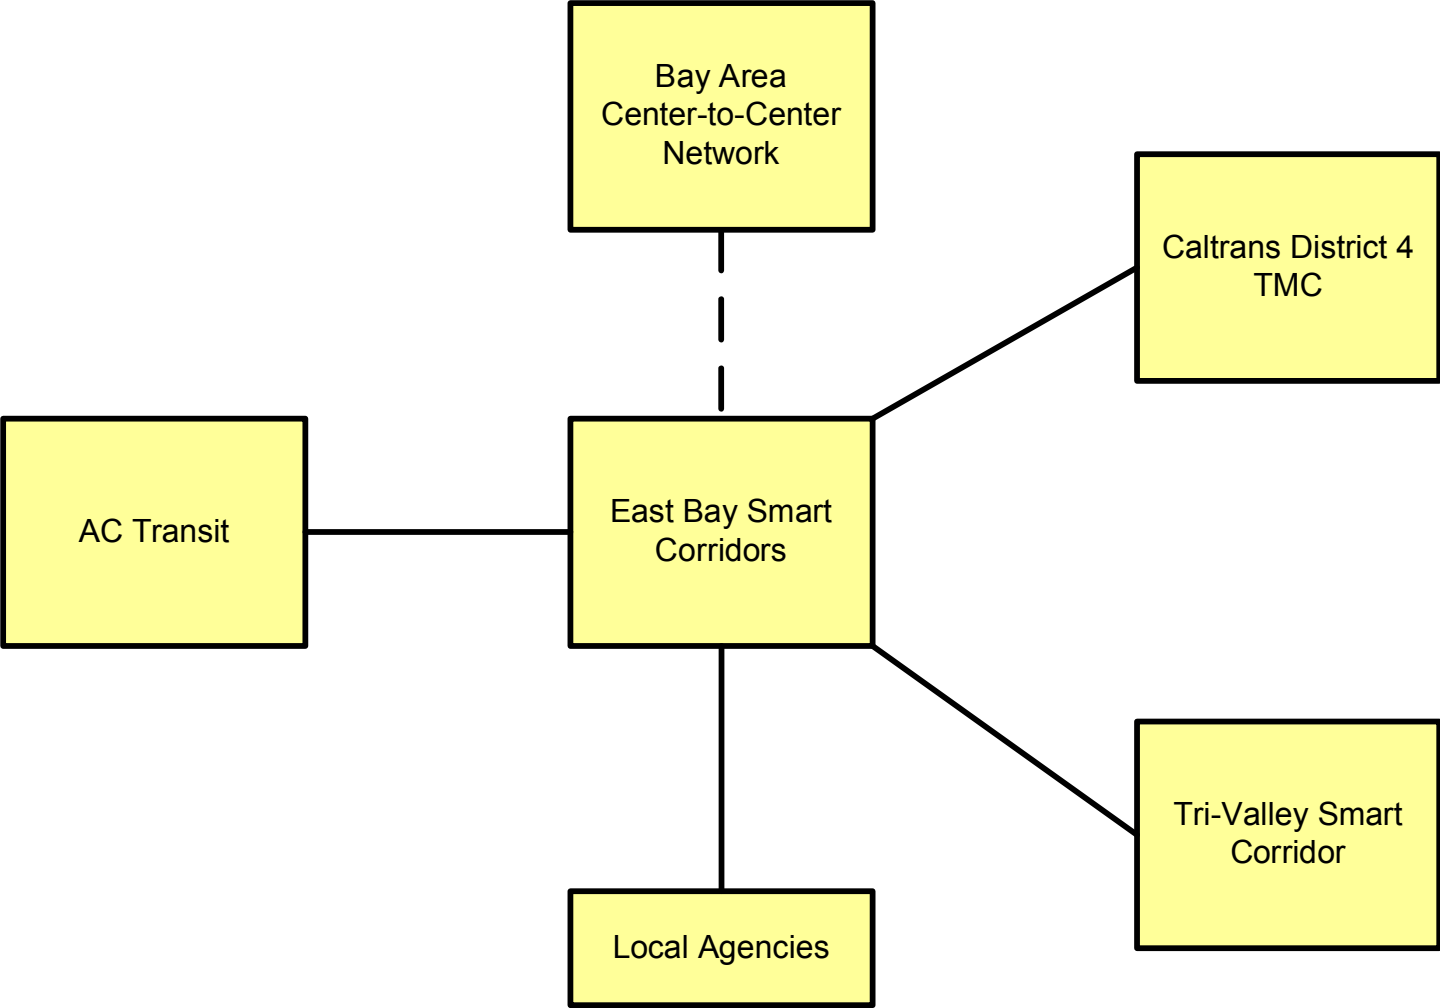 Bay Area
Center-to-Center
Network
Caltrans District 4
TMC
AC Transit
East Bay Smart
Corridors
Tri-Valley Smart
Corridor
Local Agencies